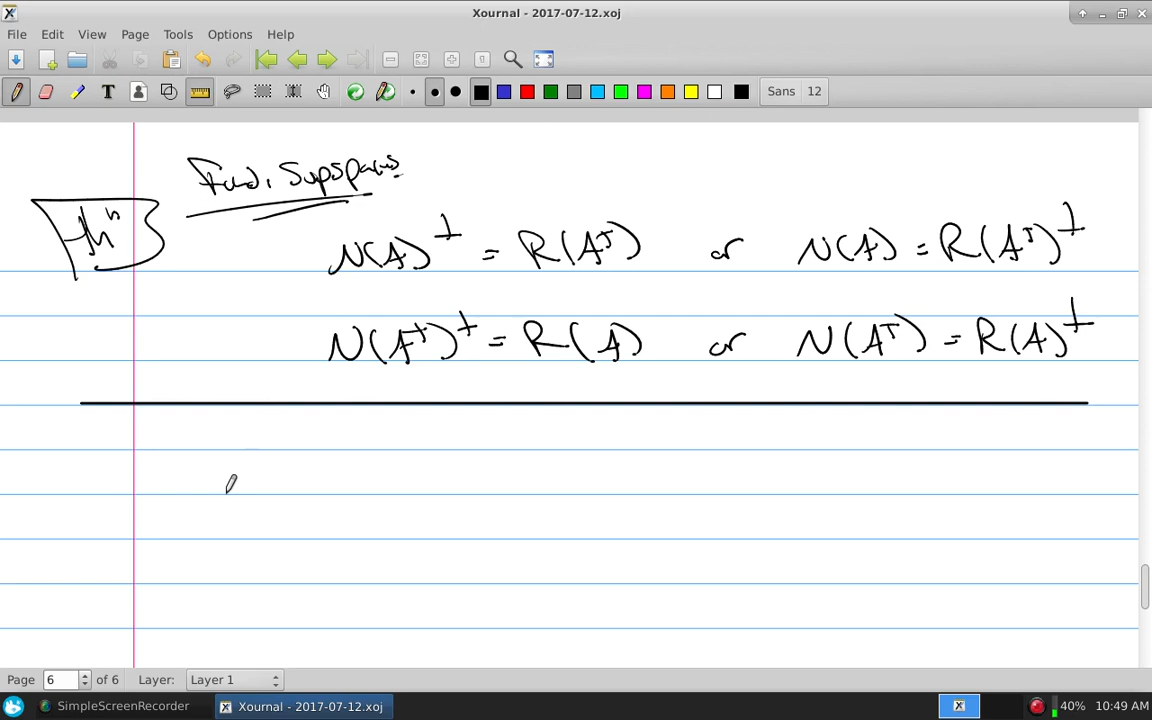 Xournal - 2017-07-12.xoj
File Edit View Page Tools Options Help
Sans 12
Fund. Supspaces
Thm
N(A)⊥ = R(Aᵀ) or N(A) = R(Aᵀ)⊥
N(Aᵀ)⊥ = R(A) or N(Aᵀ) = R(A)⊥
Page 6 of 6 Layer: Layer 1
SimpleScreenRecorder Xournal - 2017-07-12.xoj 40% 10:49 AM